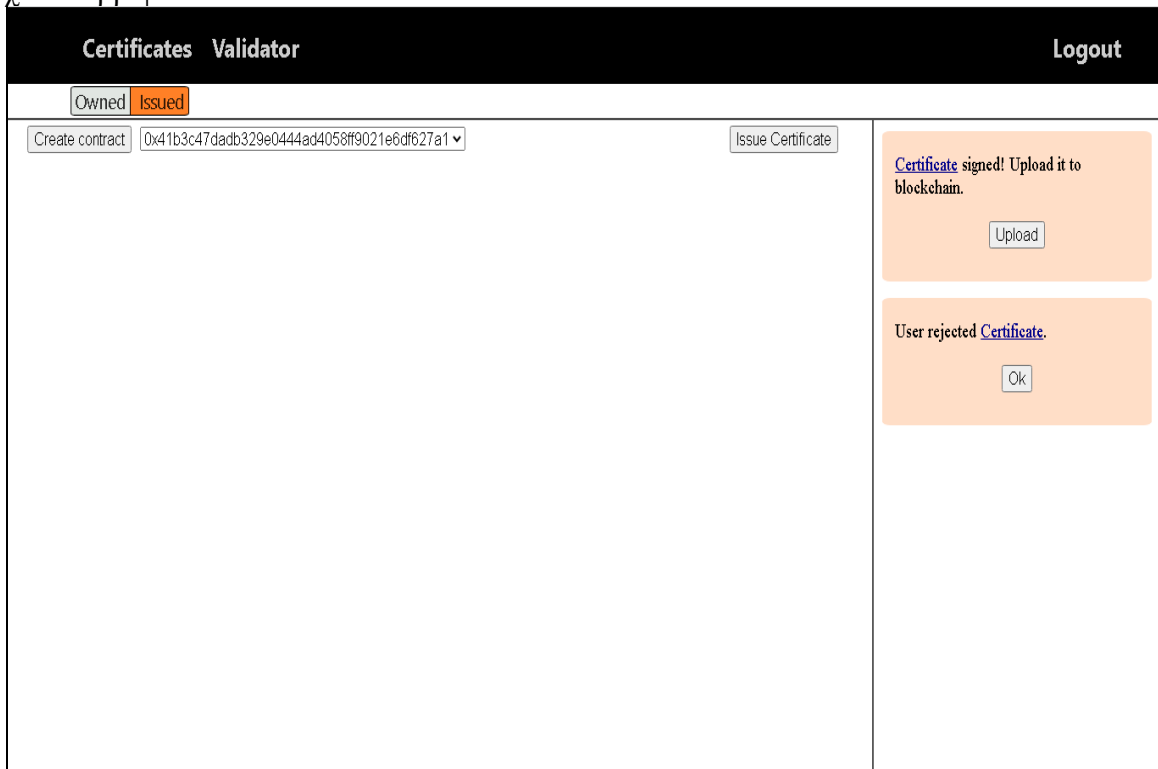 Certificates Validator Logout
Owned Issued
Create contract 0x41b3c47dadb329e0444ad4058ff9021e6df627a1 Issue Certificate
Certificate signed! Upload it to
blockchain.
Upload
User rejected Certificate.
Ok